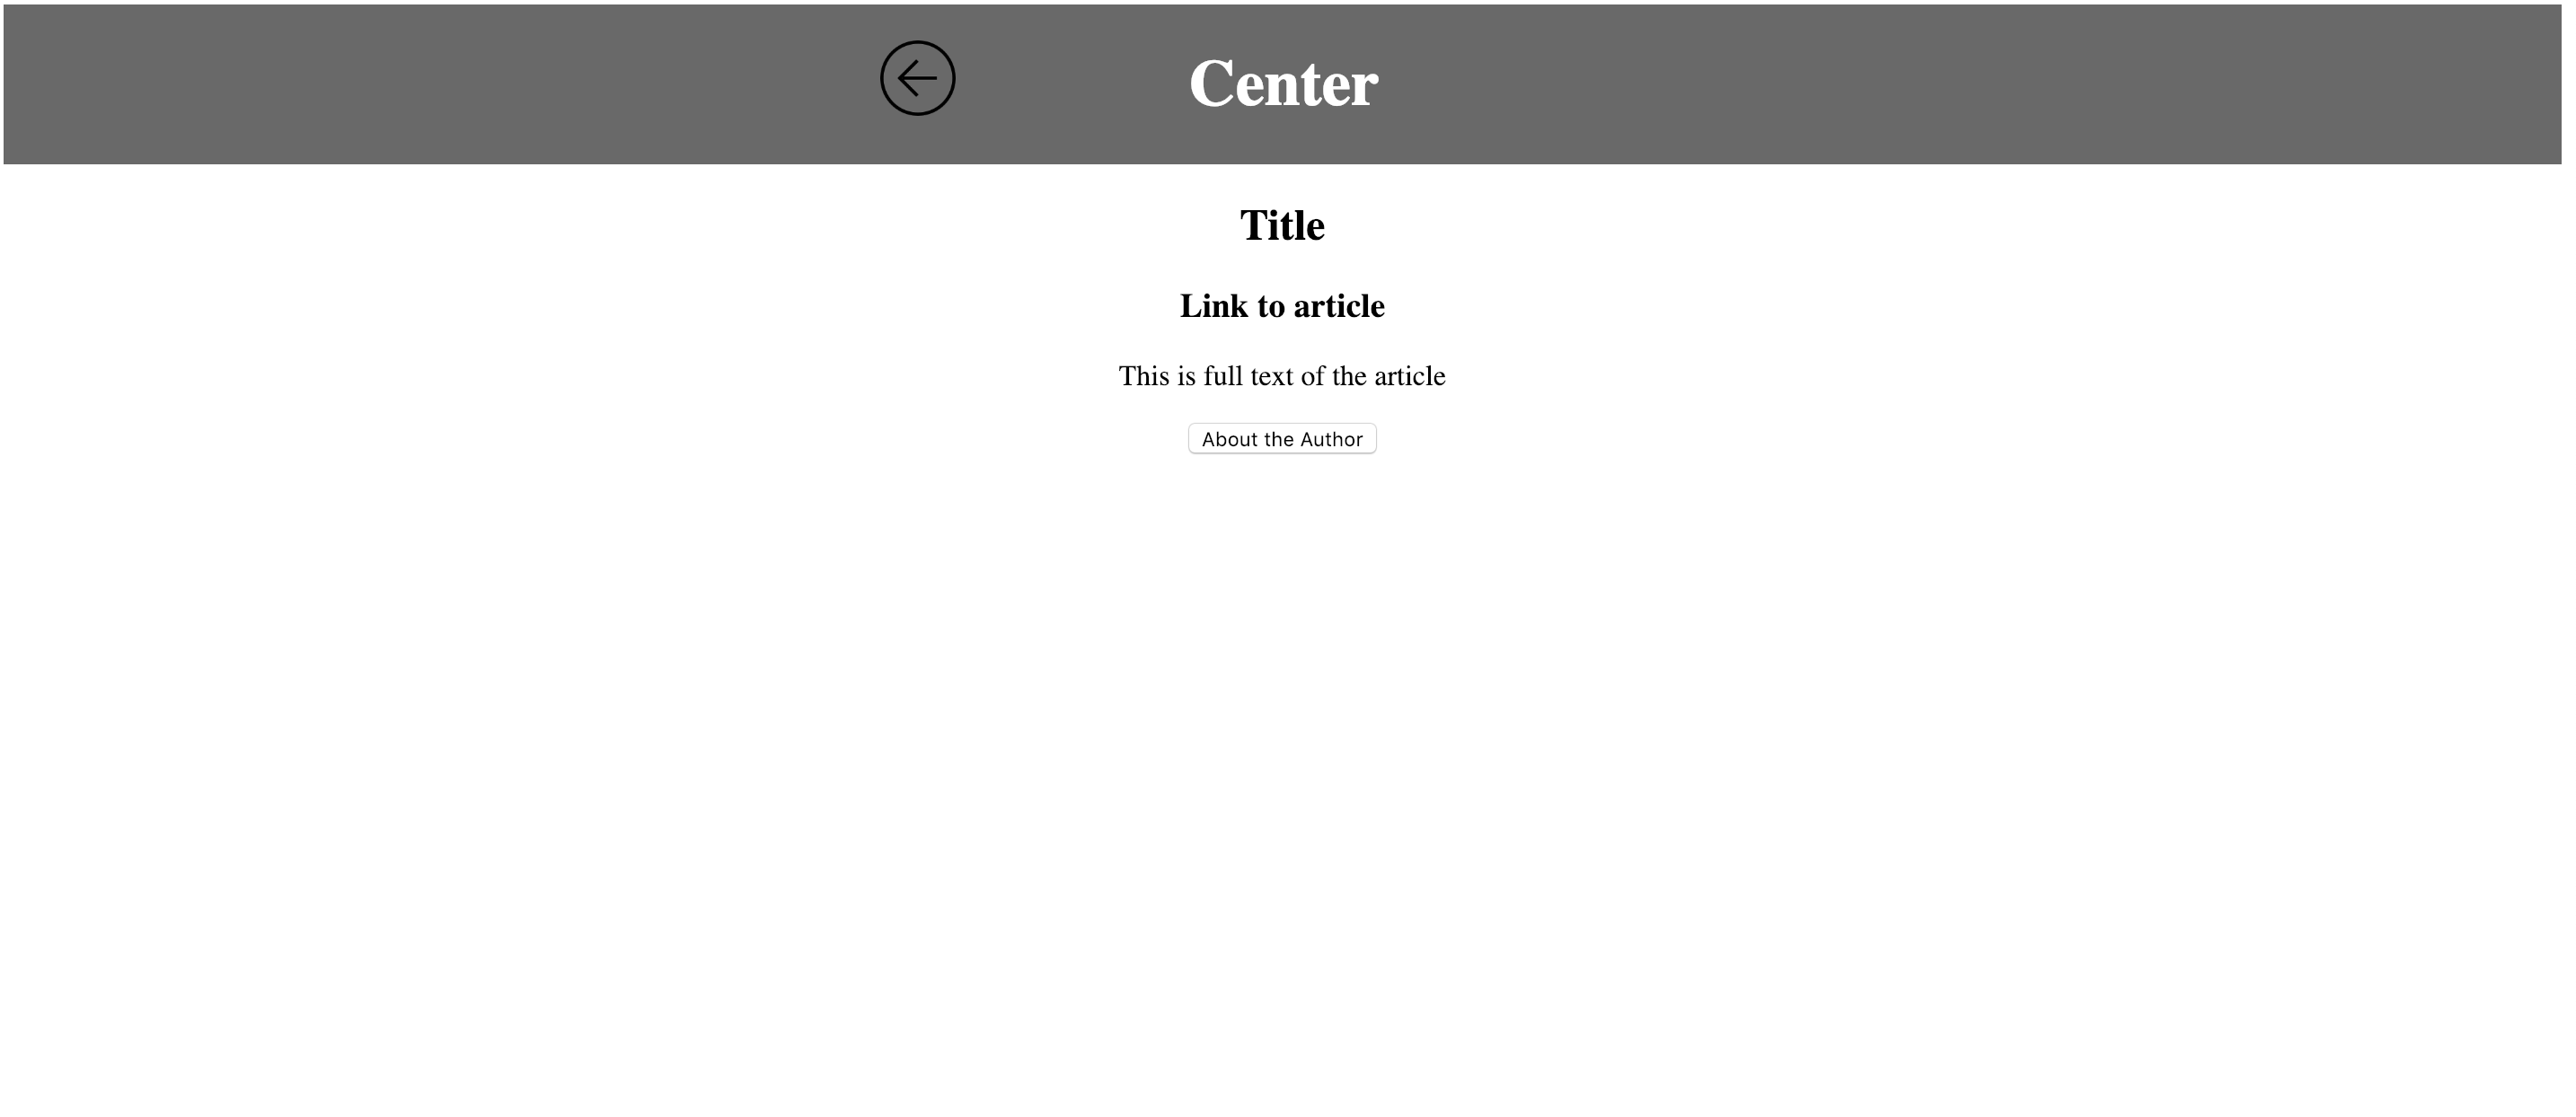 Center
Title
Link to article
This is full text of the article
About the Author